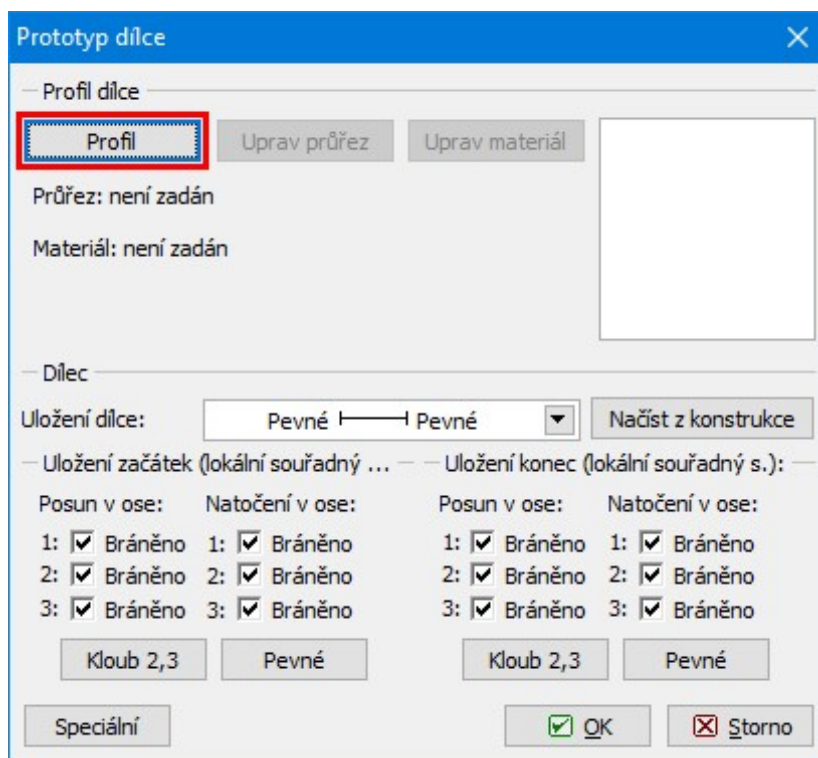 Prototyp dílce
Profil dílce
Profil Uprav průřez Uprav materiál
Průřez: není zadán
Materiál: není zadán
Dílec
Uložení dílce: Pevné Pevné Načíst z konstrukce
Uložení začátek (lokální souřadný ... Uložení konec (lokální souřadný s.):
Posun v ose: Natočení v ose: Posun v ose: Natočení v ose:
1: Bráněno 1: Bráněno 1: Bráněno 1: Bráněno
2: Bráněno 2: Bráněno 2: Bráněno 2: Bráněno
3: Bráněno 3: Bráněno 3: Bráněno 3: Bráněno
Kloub 2,3 Pevné Kloub 2,3 Pevné
Speciální OK Storno